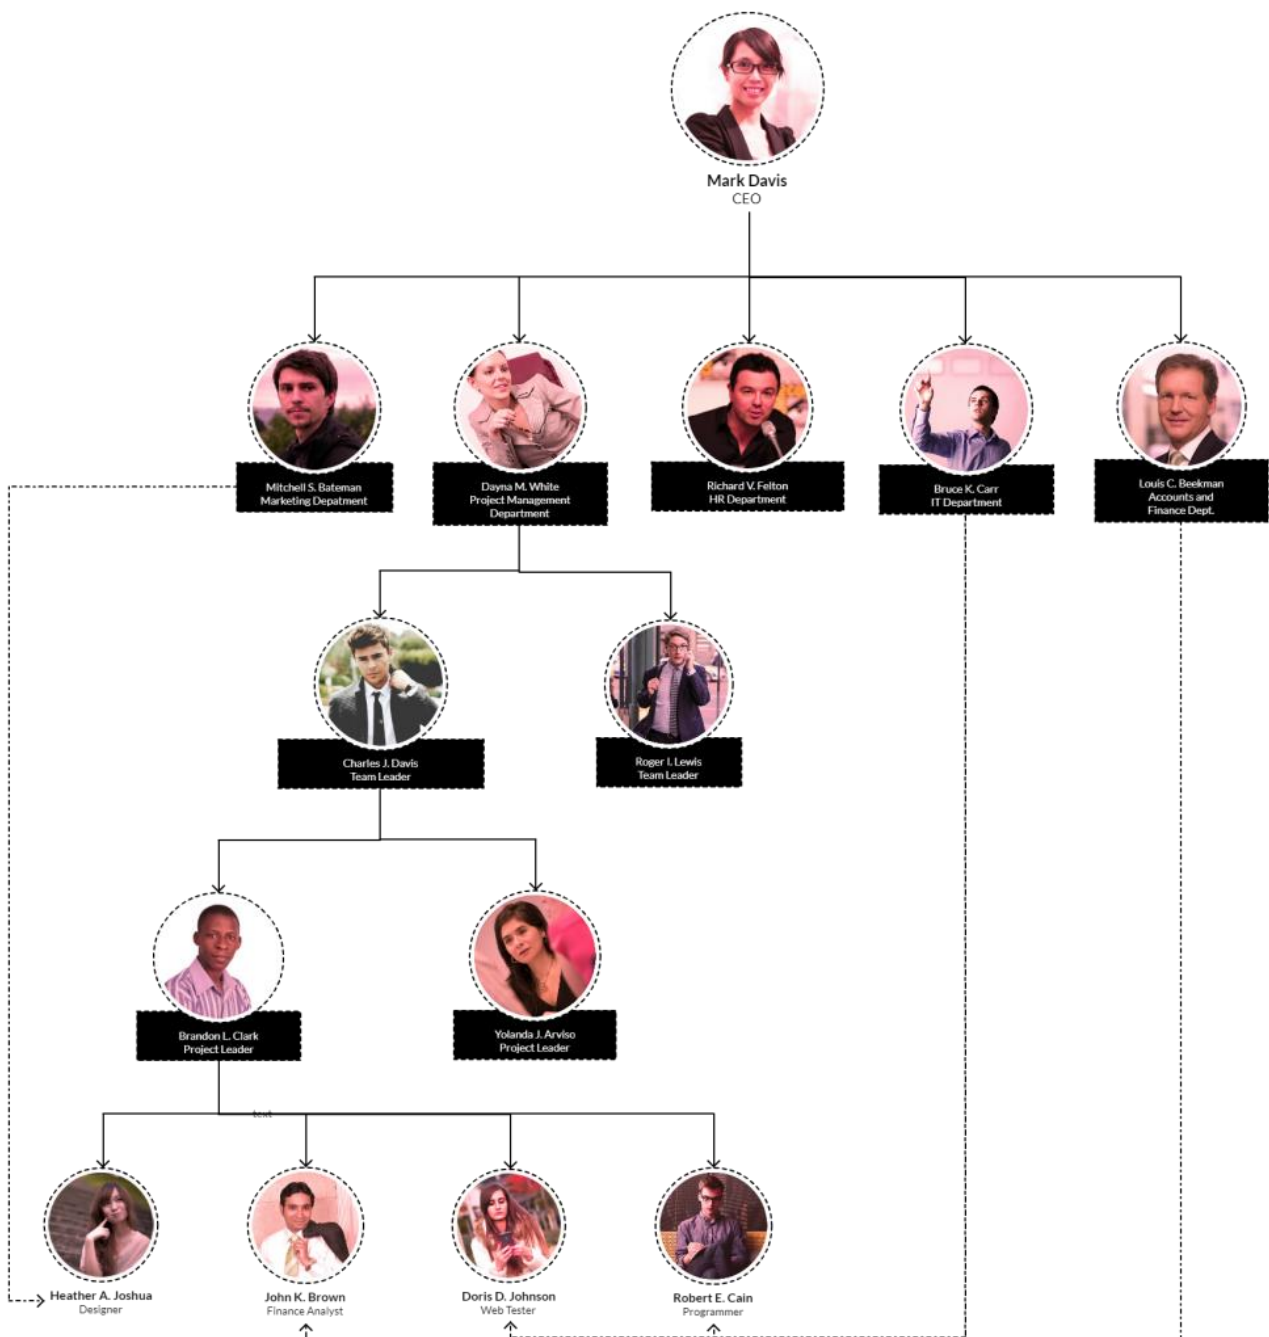 Mark Davis
CEO
Mitchell S. Bateman
Marketing Depatment
Dayna M. White
Project Management
Department
Richard V. Felton
HR Department
Bruce K. Carr
IT Department
Louis C. Beekman
Accounts and
Finance Dept.
Charles J. Davis
Team Leader
Roger I. Lewis
Team Leader
Brandon L. Clark
Project Leader
Yolanda J. Arviso
Project Leader
text
Heather A. Joshua
Designer
John K. Brown
Finance Analyst
Doris D. Johnson
Web Tester
Robert E. Cain
Programmer